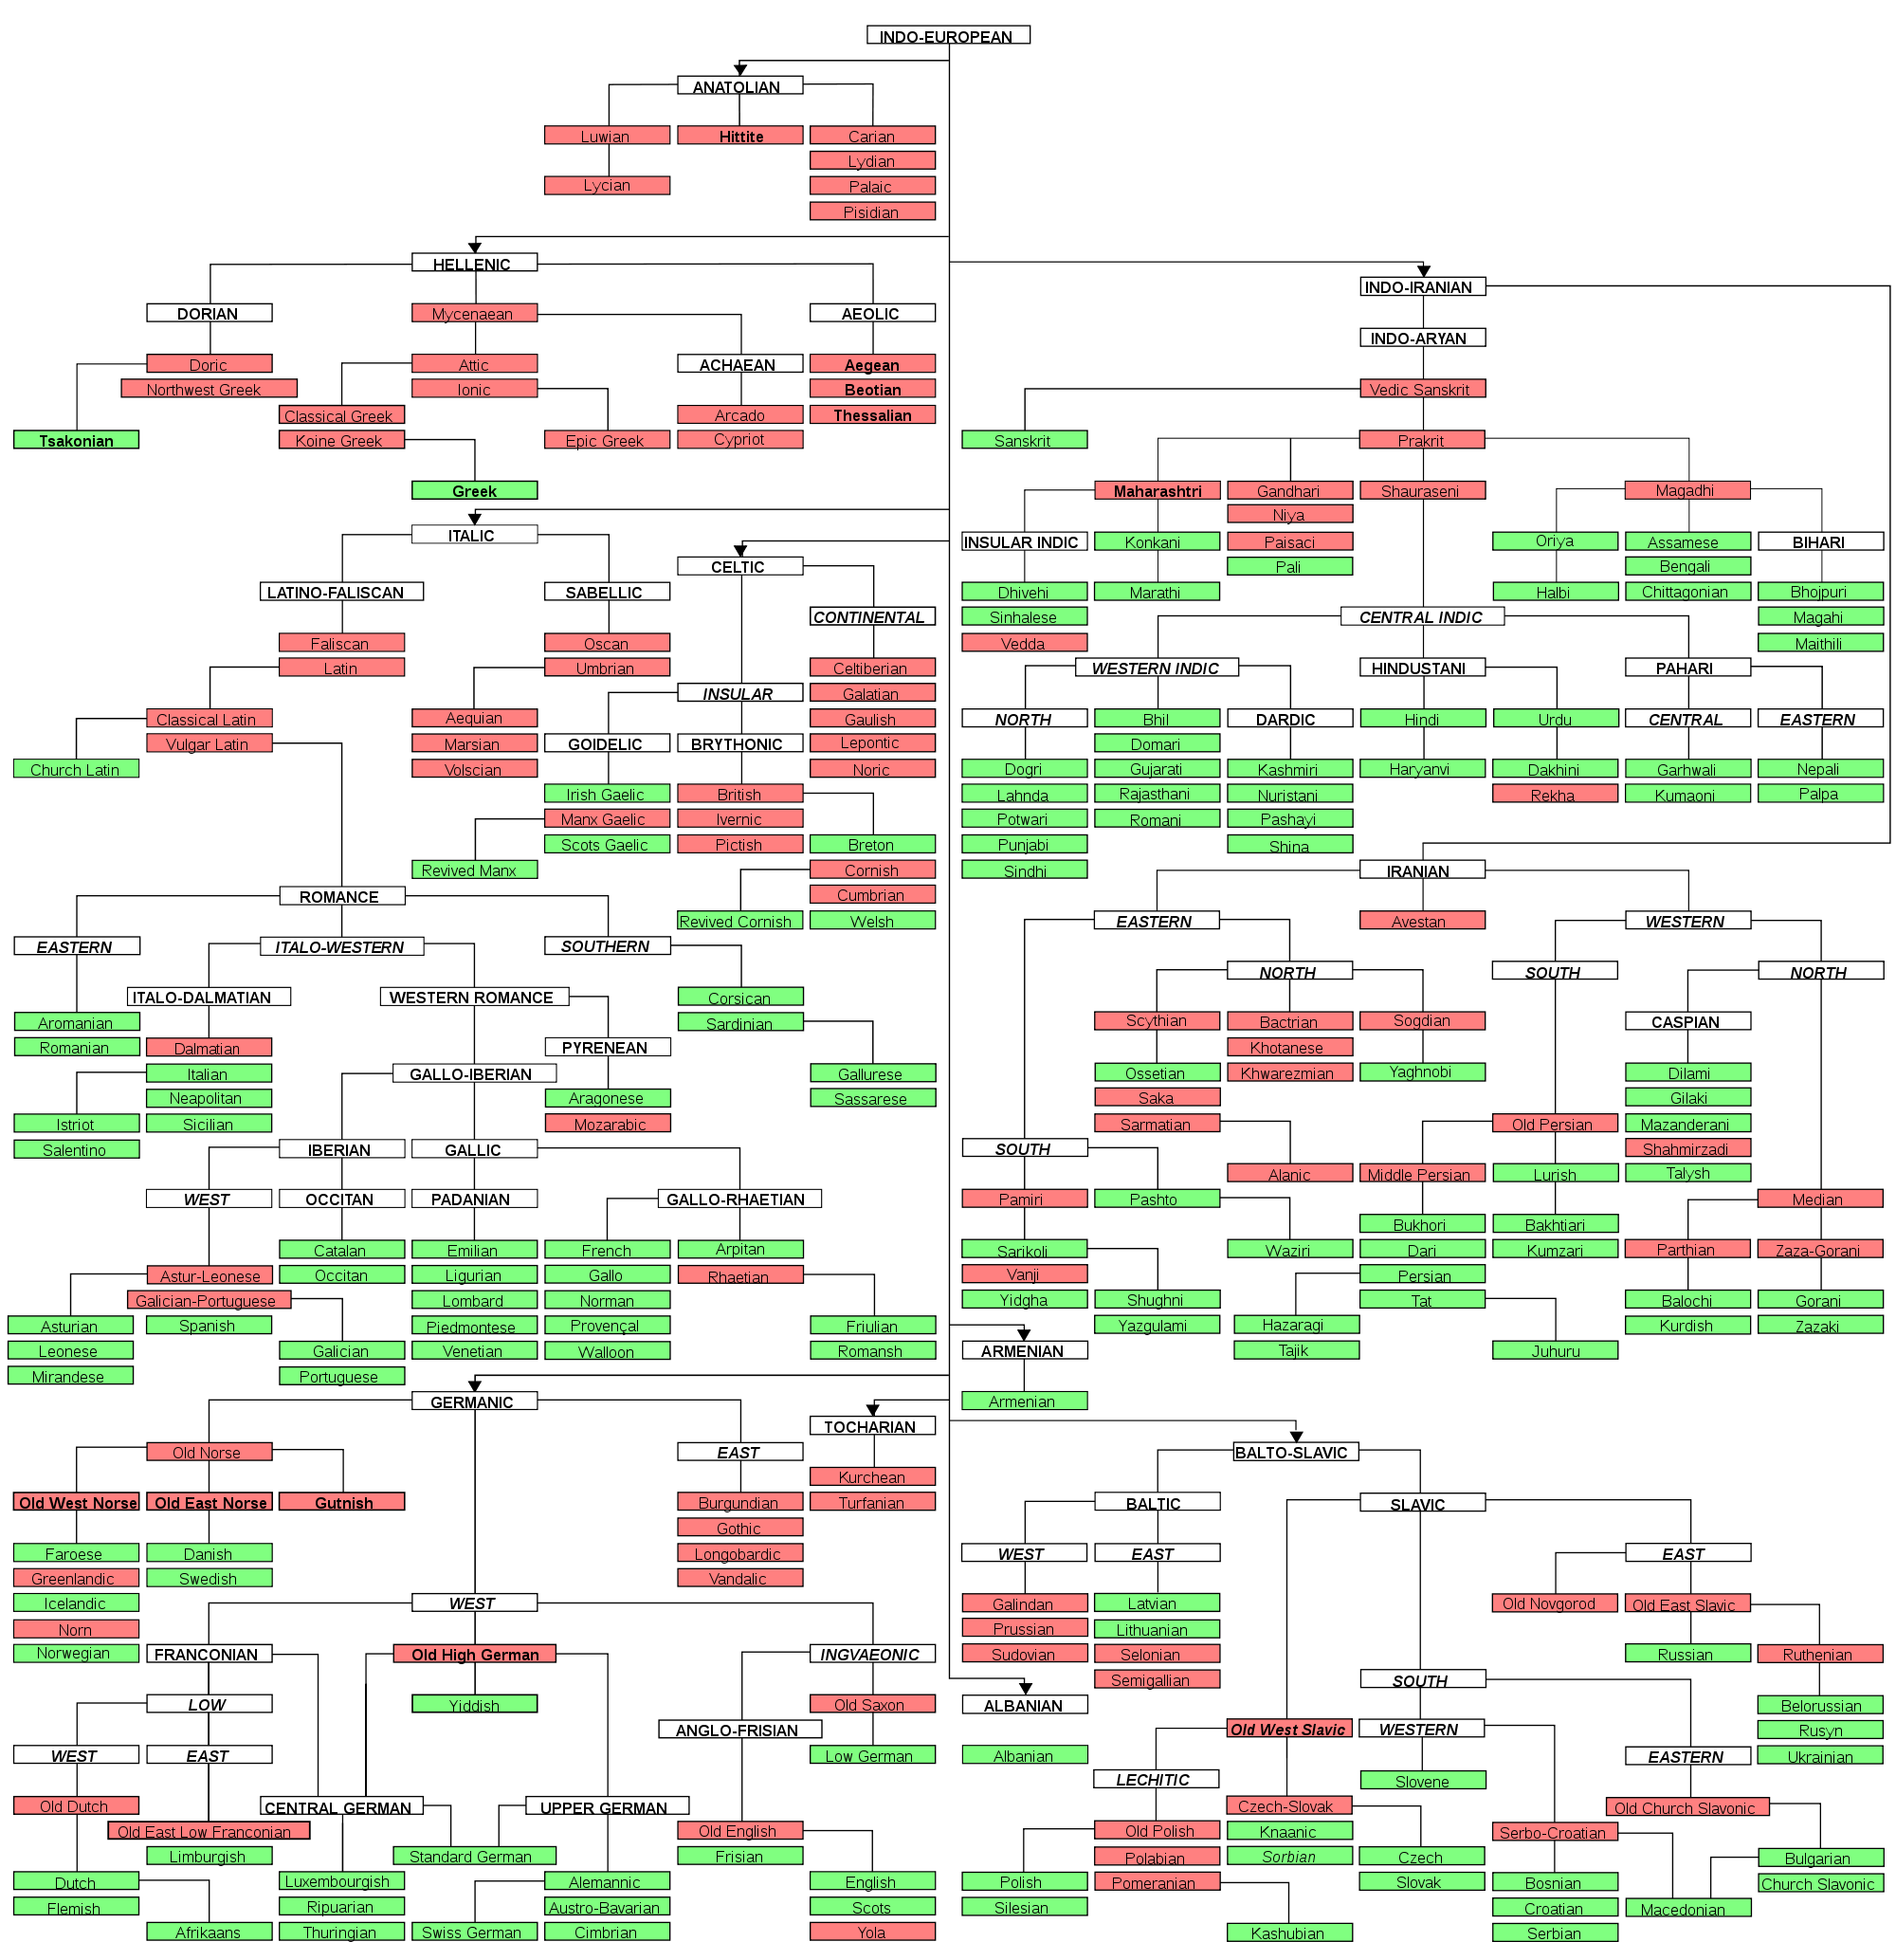 INDO-EUROPEAN
ANATOLIAN
Luwian
Hittite
Carian
Lydian
Lycian
Palaic
Pisidian
HELLENIC
DORIAN
Mycenaean
AEOLIC
Doric
Attic
ACHAEAN
Aegean
Northwest Greek
Ionic
Beotian
Classical Greek
Arcado
Thessalian
Tsakonian
Koine Greek
Epic Greek
Cypriot
Greek
INDO-IRANIAN
INDO-ARYAN
Vedic Sanskrit
Sanskrit
Prakrit
Maharashtri
Gandhari
Shauraseni
Magadhi
Niya
INSULAR INDIC
Konkani
Paisaci
Oriya
Assamese
BIHARI
Pali
Bengali
Dhivehi
Marathi
Halbi
Chittagonian
Bhojpuri
Sinhalese
CENTRAL INDIC
Magahi
Vedda
Maithili
WESTERN INDIC
HINDUSTANI
PAHARI
NORTH
Bhil
DARDIC
Hindi
Urdu
CENTRAL
EASTERN
Domari
Dogri
Gujarati
Kashmiri
Haryanvi
Dakhini
Garhwali
Nepali
Lahnda
Rajasthani
Nuristani
Rekha
Kumaoni
Palpa
Potwari
Romani
Pashayi
Punjabi
Shina
Sindhi
ITALIC
CELTIC
LATINO-FALISCAN
SABELLIC
CONTINENTAL
Faliscan
Oscan
Latin
Umbrian
Celtiberian
INSULAR
Galatian
Classical Latin
Aequian
Gaulish
Vulgar Latin
Marsian
GOIDELIC
BRYTHONIC
Lepontic
Church Latin
Volscian
Noric
Irish Gaelic
British
Manx Gaelic
Ivernic
Scots Gaelic
Pictish
Breton
Revived Manx
Cornish
Cumbrian
Revived Cornish
Welsh
ROMANCE
EASTERN
ITALO-WESTERN
SOUTHERN
ITALO-DALMATIAN
WESTERN ROMANCE
Corsican
Aromanian
Sardinian
Romanian
Dalmatian
PYRENEAN
Italian
GALLO-IBERIAN
Gallurese
Neapolitan
Aragonese
Sassarese
Istriot
Sicilian
Mozarabic
Salentino
IBERIAN
GALLIC
WEST
OCCITAN
PADANIAN
GALLO-RHAETIAN
Catalan
Emilian
French
Arpitan
Astur-Leonese
Occitan
Ligurian
Gallo
Rhaetian
Galician-Portuguese
Lombard
Norman
Asturian
Spanish
Piedmontese
Provençal
Friulian
Leonese
Galician
Venetian
Walloon
Romansh
Mirandese
Portuguese
IRANIAN
EASTERN
Avestan
WESTERN
NORTH
SOUTH
NORTH
Scythian
Bactrian
Sogdian
CASPIAN
Khotanese
Ossetian
Khwarezmian
Yaghnobi
Dilami
Saka
Gilaki
Sarmatian
Old Persian
Mazanderani
SOUTH
Shahmirzadi
Alanic
Middle Persian
Lurish
Talysh
Pamiri
Pashto
Median
Bukhori
Bakhtiari
Sarikoli
Waziri
Dari
Kumzari
Parthian
Zaza-Gorani
Vanji
Persian
Yidgha
Shughni
Tat
Balochi
Gorani
Yazgulami
Hazaragi
Kurdish
Zazaki
Tajik
Juhuru
ARMENIAN
Armenian
GERMANIC
TOCHARIAN
Old Norse
EAST
Kurchean
Old West Norse
Old East Norse
Gutnish
Burgundian
Turfanian
Gothic
Faroese
Danish
Longobardic
Greenlandic
Swedish
Vandalic
Icelandic
WEST
Norn
Norwegian
FRANCONIAN
Old High German
INGVAEONIC
LOW
Yiddish
Old Saxon
ANGLO-FRISIAN
WEST
EAST
Low German
Old Dutch
CENTRAL GERMAN
UPPER GERMAN
Old East Low Franconian
Old English
Limburgish
Standard German
Frisian
Dutch
Luxembourgish
Alemannic
English
Flemish
Ripuarian
Austro-Bavarian
Scots
Afrikaans
Thuringian
Swiss German
Cimbrian
Yola
BALTO-SLAVIC
BALTIC
SLAVIC
WEST
EAST
EAST
Galindan
Latvian
Old Novgorod
Old East Slavic
Prussian
Lithuanian
Sudovian
Selonian
Russian
Ruthenian
Semigallian
SOUTH
ALBANIAN
Belorussian
Old West Slavic
WESTERN
Rusyn
Albanian
EASTERN
Ukrainian
LECHITIC
Slovene
Czech-Slovak
Old Church Slavonic
Old Polish
Knaanic
Serbo-Croatian
Polabian
Sorbian
Czech
Bulgarian
Polish
Pomeranian
Slovak
Bosnian
Church Slavonic
Silesian
Croatian
Macedonian
Kashubian
Serbian